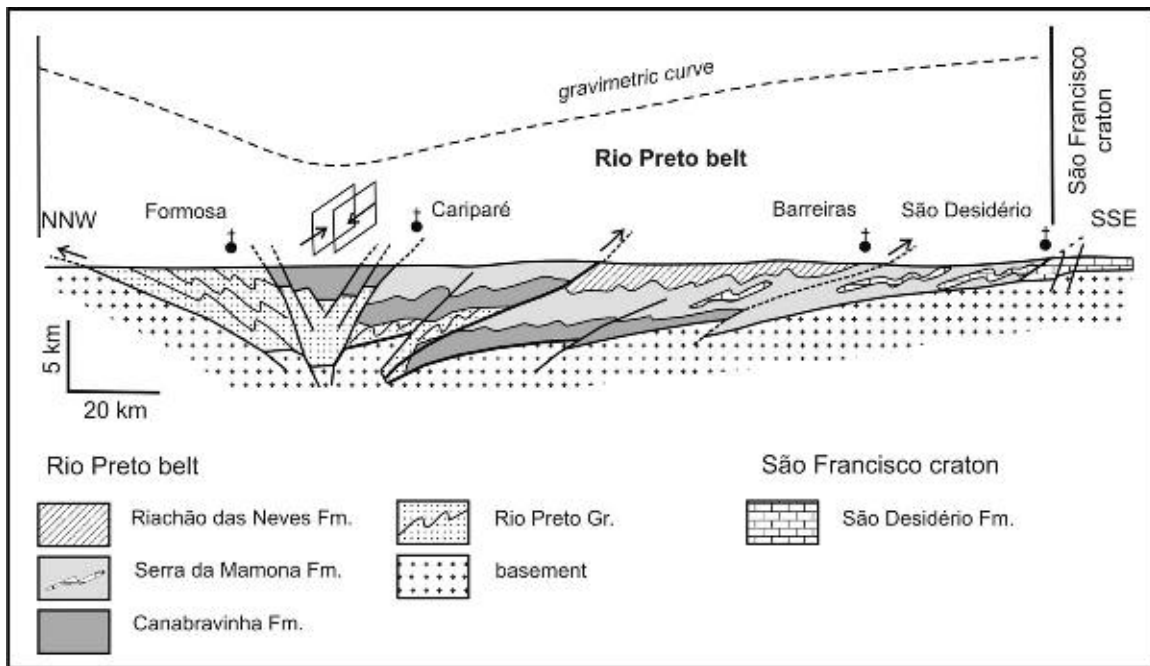 gravimetric curve
São Francisco
craton
Rio Preto belt
Formosa
Cariparé
Barreiras
São Desidério
NNW
SSE
5 km
20 km
Rio Preto belt
São Francisco craton
Riachão das Neves Fm.
Rio Preto Gr.
São Desidério Fm.
Serra da Mamona Fm.
basement
Canabravinha Fm.